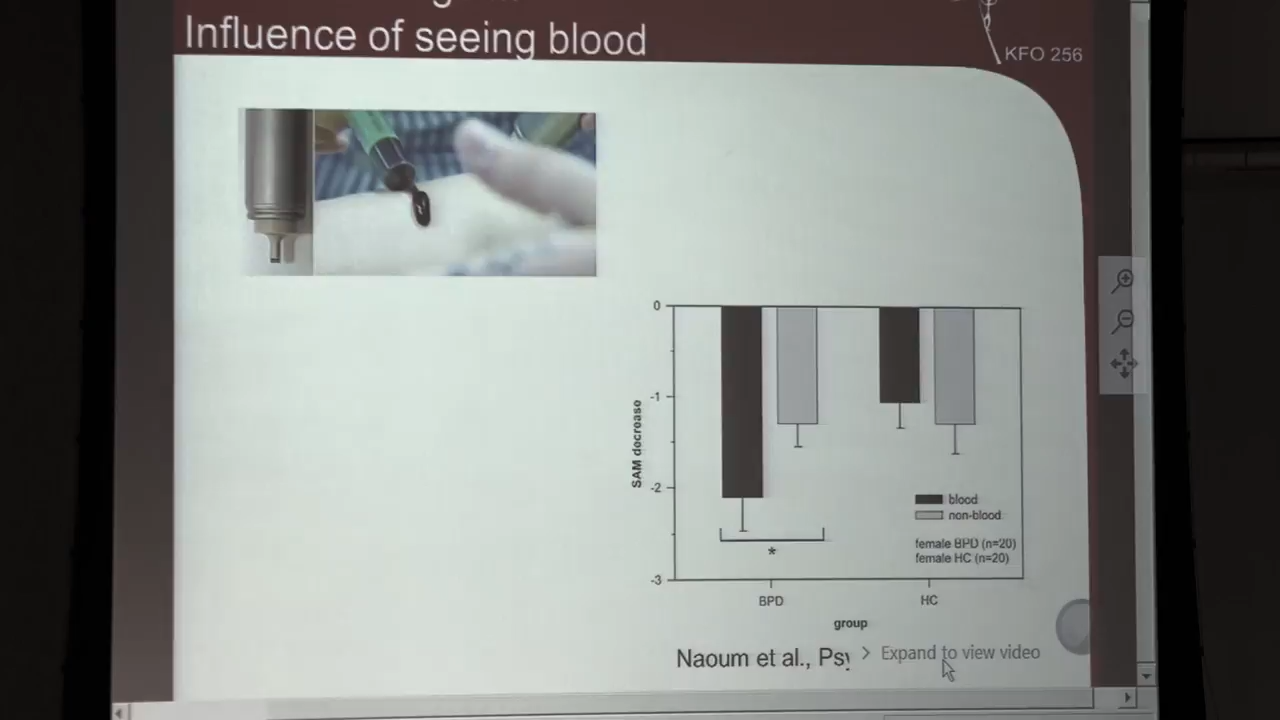 Influence of seeing blood
KFO 256
0
-1
-2
-3
SAM decrease
blood
non-blood
female BPD (n=20)
female HC (n=20)
*
BPD
HC
group
Naoum et al.,
> Expand to view video